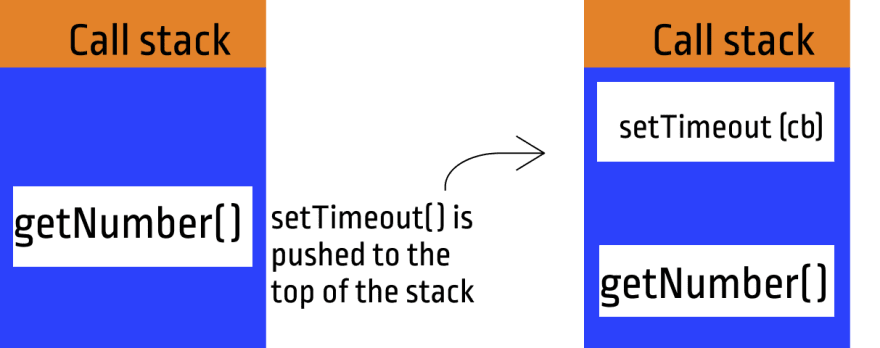 Call stack
getNumber()
setTimeout() is
pushed to the
top of the stack
Call stack
setTimeout (cb)
getNumber()